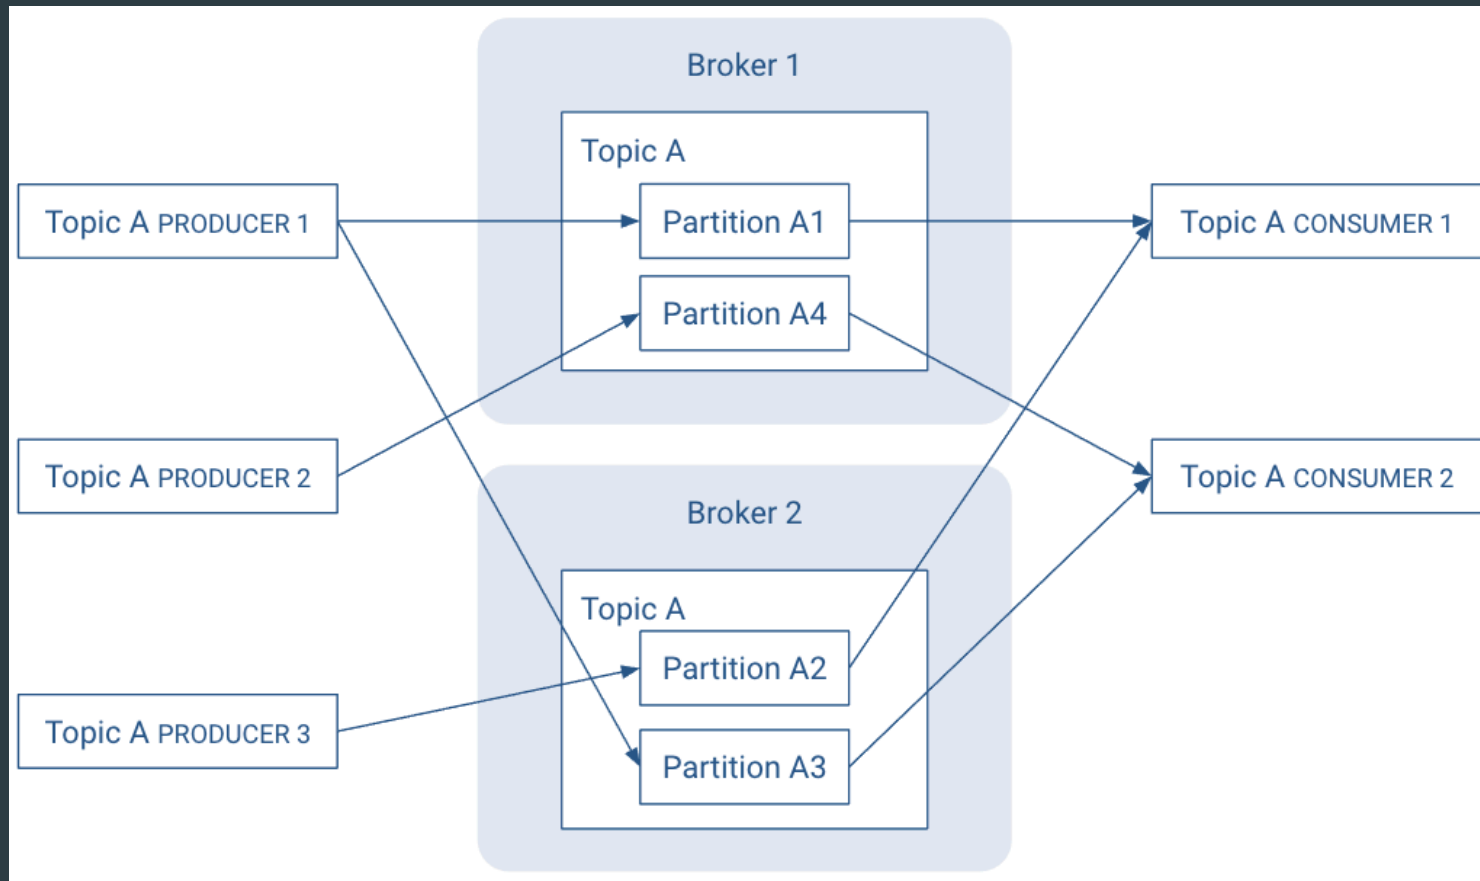 Broker 1
Topic A
Topic A PRODUCER 1
Partition A1
Topic A CONSUMER 1
Partition A4
Topic A PRODUCER 2
Topic A CONSUMER 2
Broker 2
Topic A
Partition A2
Topic A PRODUCER 3
Partition A3